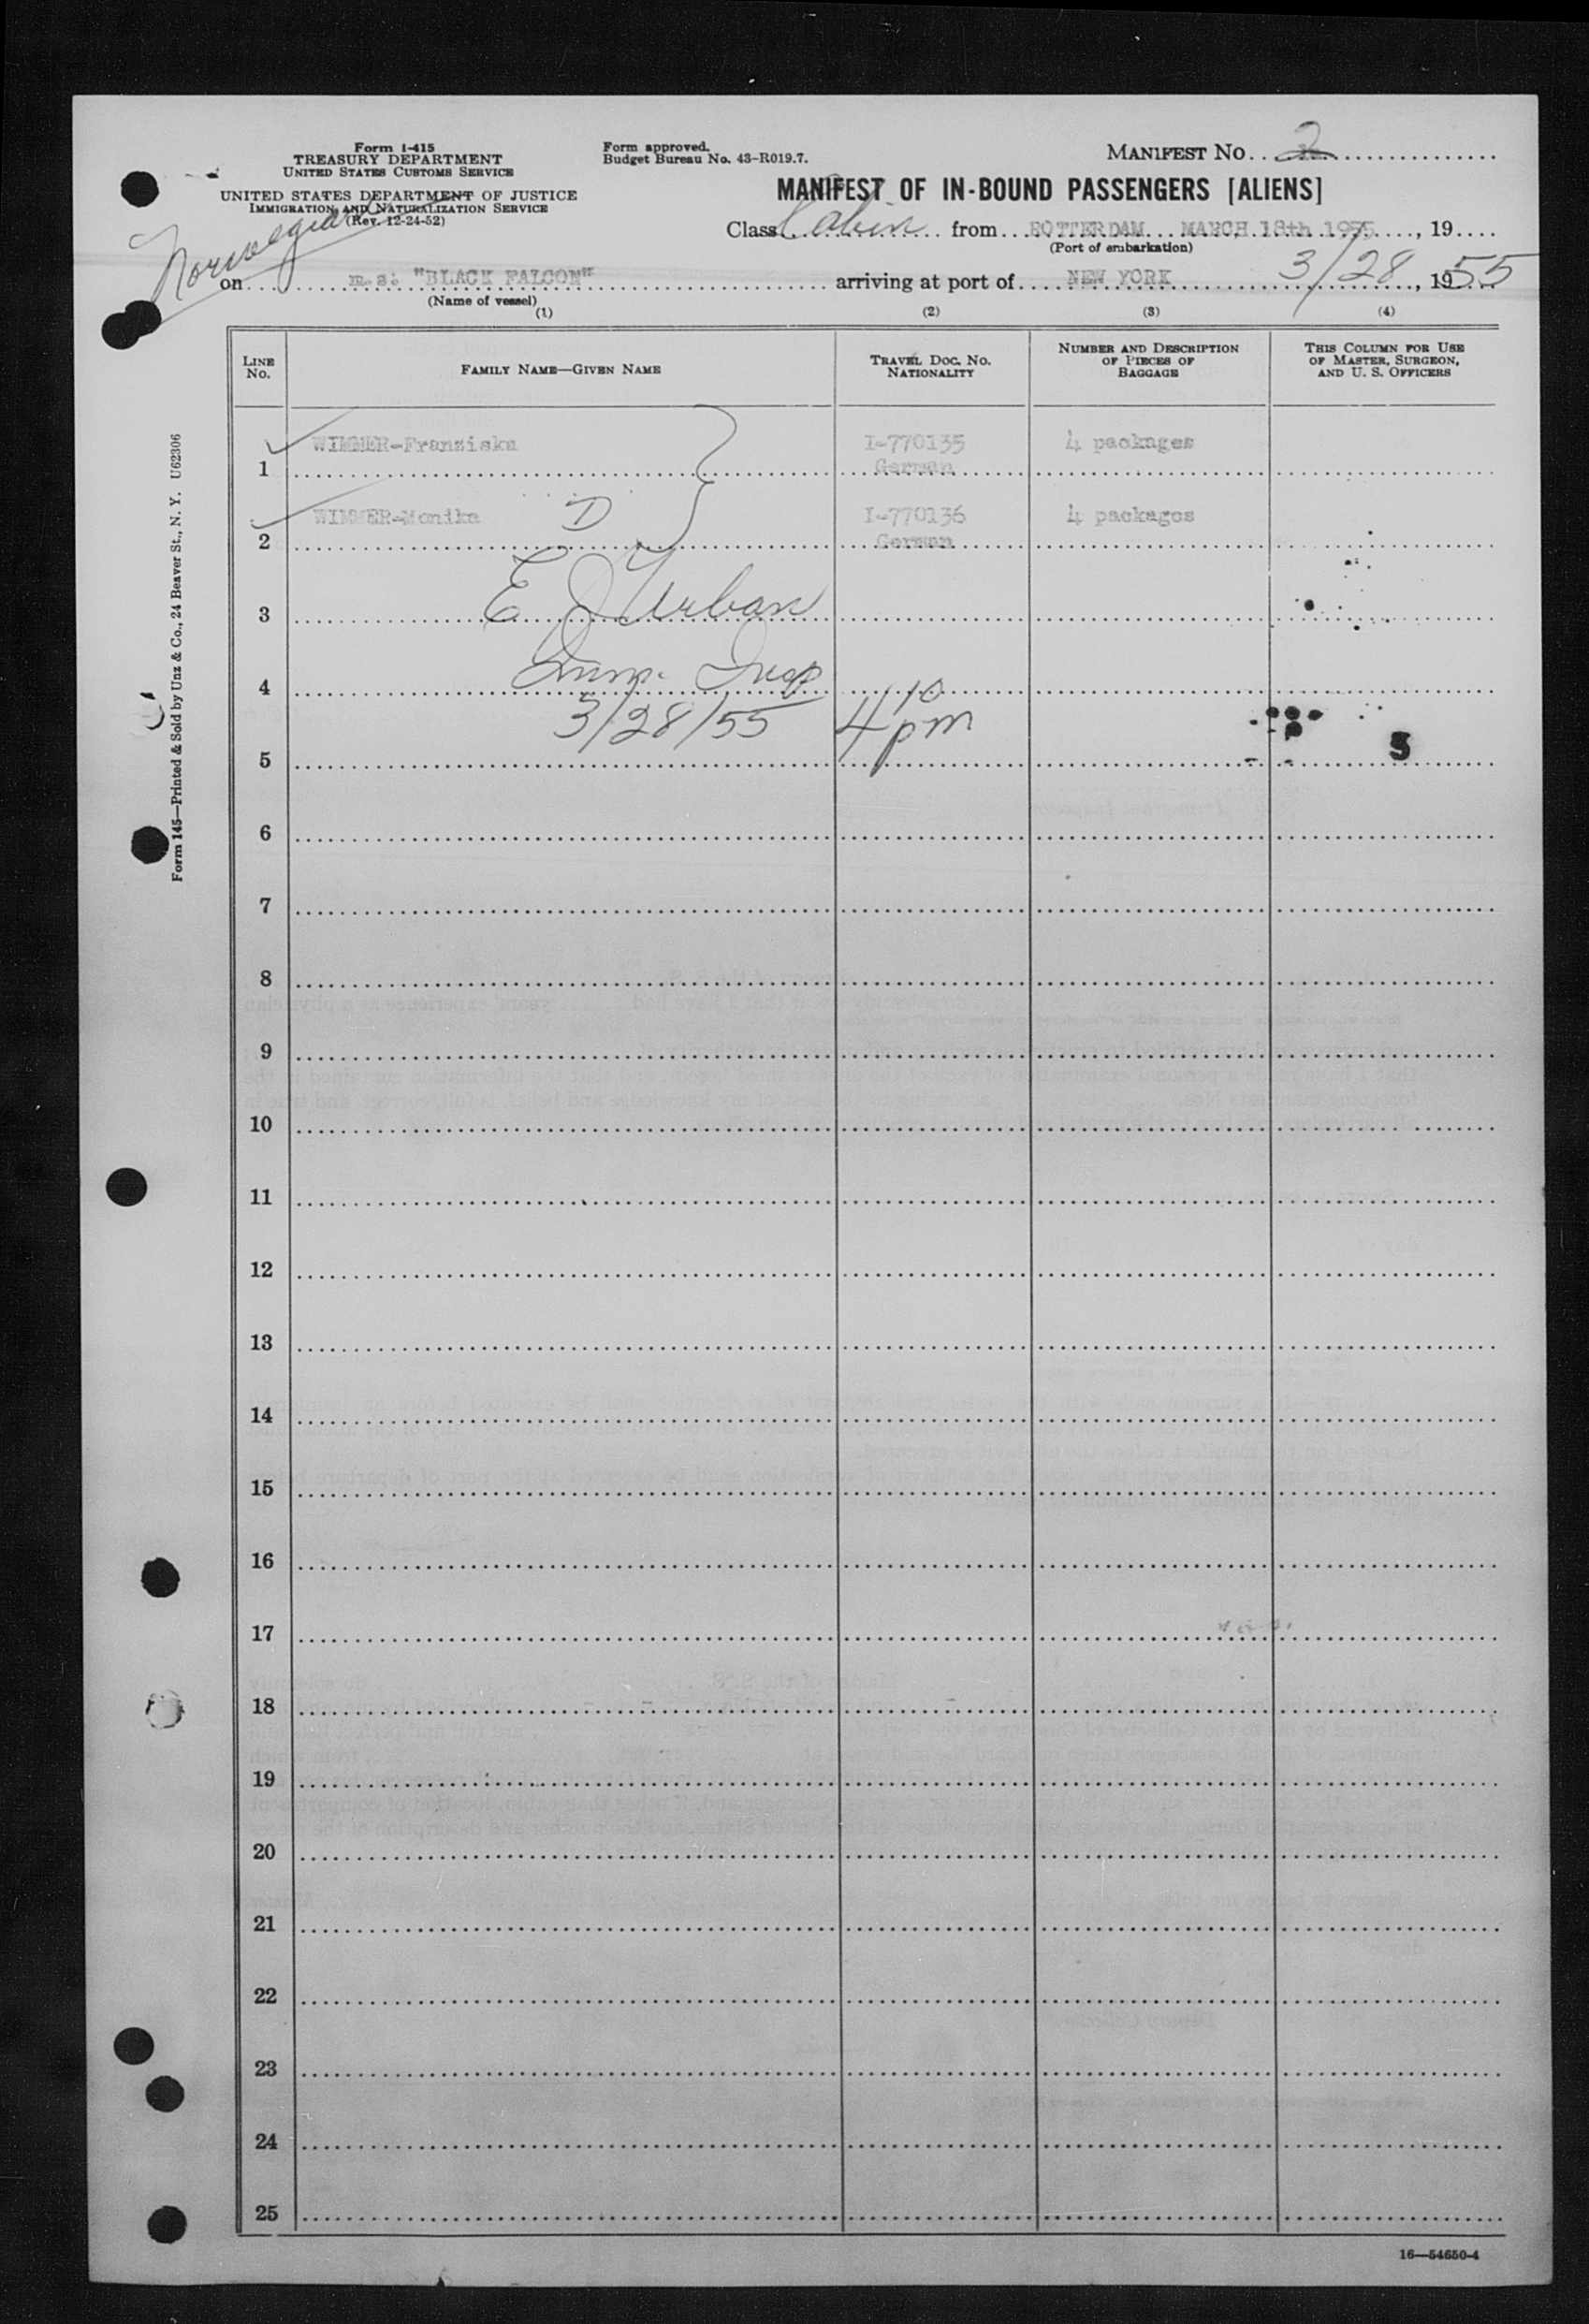 Form I-415
TREASURY DEPARTMENT
UNITED STATES CUSTOMS SERVICE
UNITED STATES DEPARTMENT OF JUSTICE
IMMIGRATION AND NATURALIZATION SERVICE
(Rev. 12-24-52)
Form approved.
Budget Bureau No. 43-R019.7.
MANIFEST No. 2
MANIFEST OF IN-BOUND PASSENGERS [ALIENS]
Class Cabin from ROTTERDAM MARCH 18th 1955, 19
(Port of embarkation)
Norwegian
on m.s. "BLACK FALCON" arriving at port of NEW YORK 3/28, 1955
(Name of vessel)
(1) (2) (3) (4)
LINE No. FAMILY NAME—GIVEN NAME TRAVEL DOC. NO. NATIONALITY NUMBER AND DESCRIPTION OF PIECES OF BAGGAGE THIS COLUMN FOR USE OF MASTER, SURGEON, AND U. S. OFFICERS
1 WIMMER-Franziska I-770135 German 4 packages
2 WIMMER-Monika D I-770136 German 4 packages
3 E J Urban
4 Imm. Insp
3/28/55 4 10 pm
5
6
7
8
9
10
11
12
13
14
15
16
17
18
19
20
21
22
23
24
25
Form 145—Printed & Sold by Unz & Co., 24 Beaver St., N. Y. U62306
16—54650-4